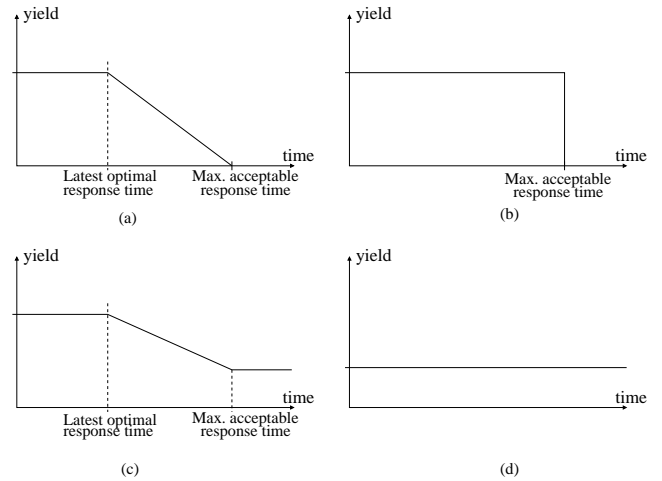 yield
time
Latest optimal
response time
Max. acceptable
response time
(a)
yield
time
Max. acceptable
response time
(b)
yield
time
Latest optimal
response time
Max. acceptable
response time
(c)
yield
time
(d)